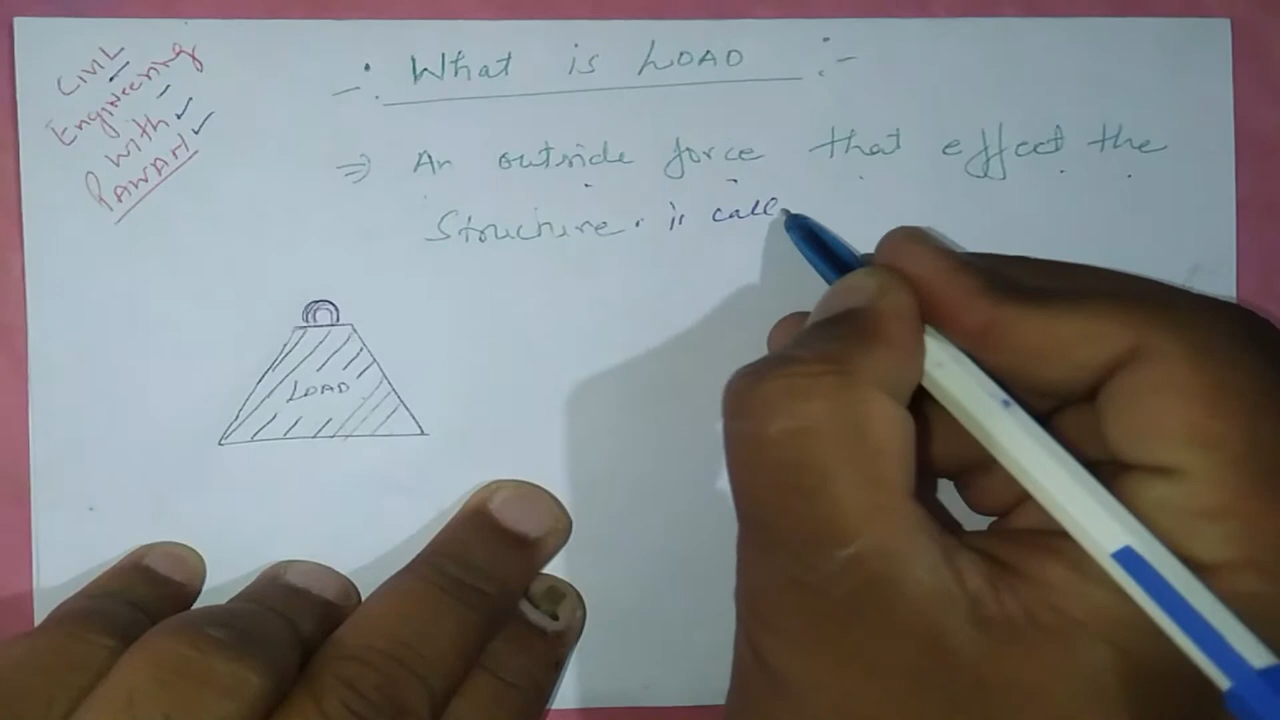 Civil
Engineering
with
PAWAN
What is LOAD
⇒ An outside force that effect the
Structure. is call
LOAD